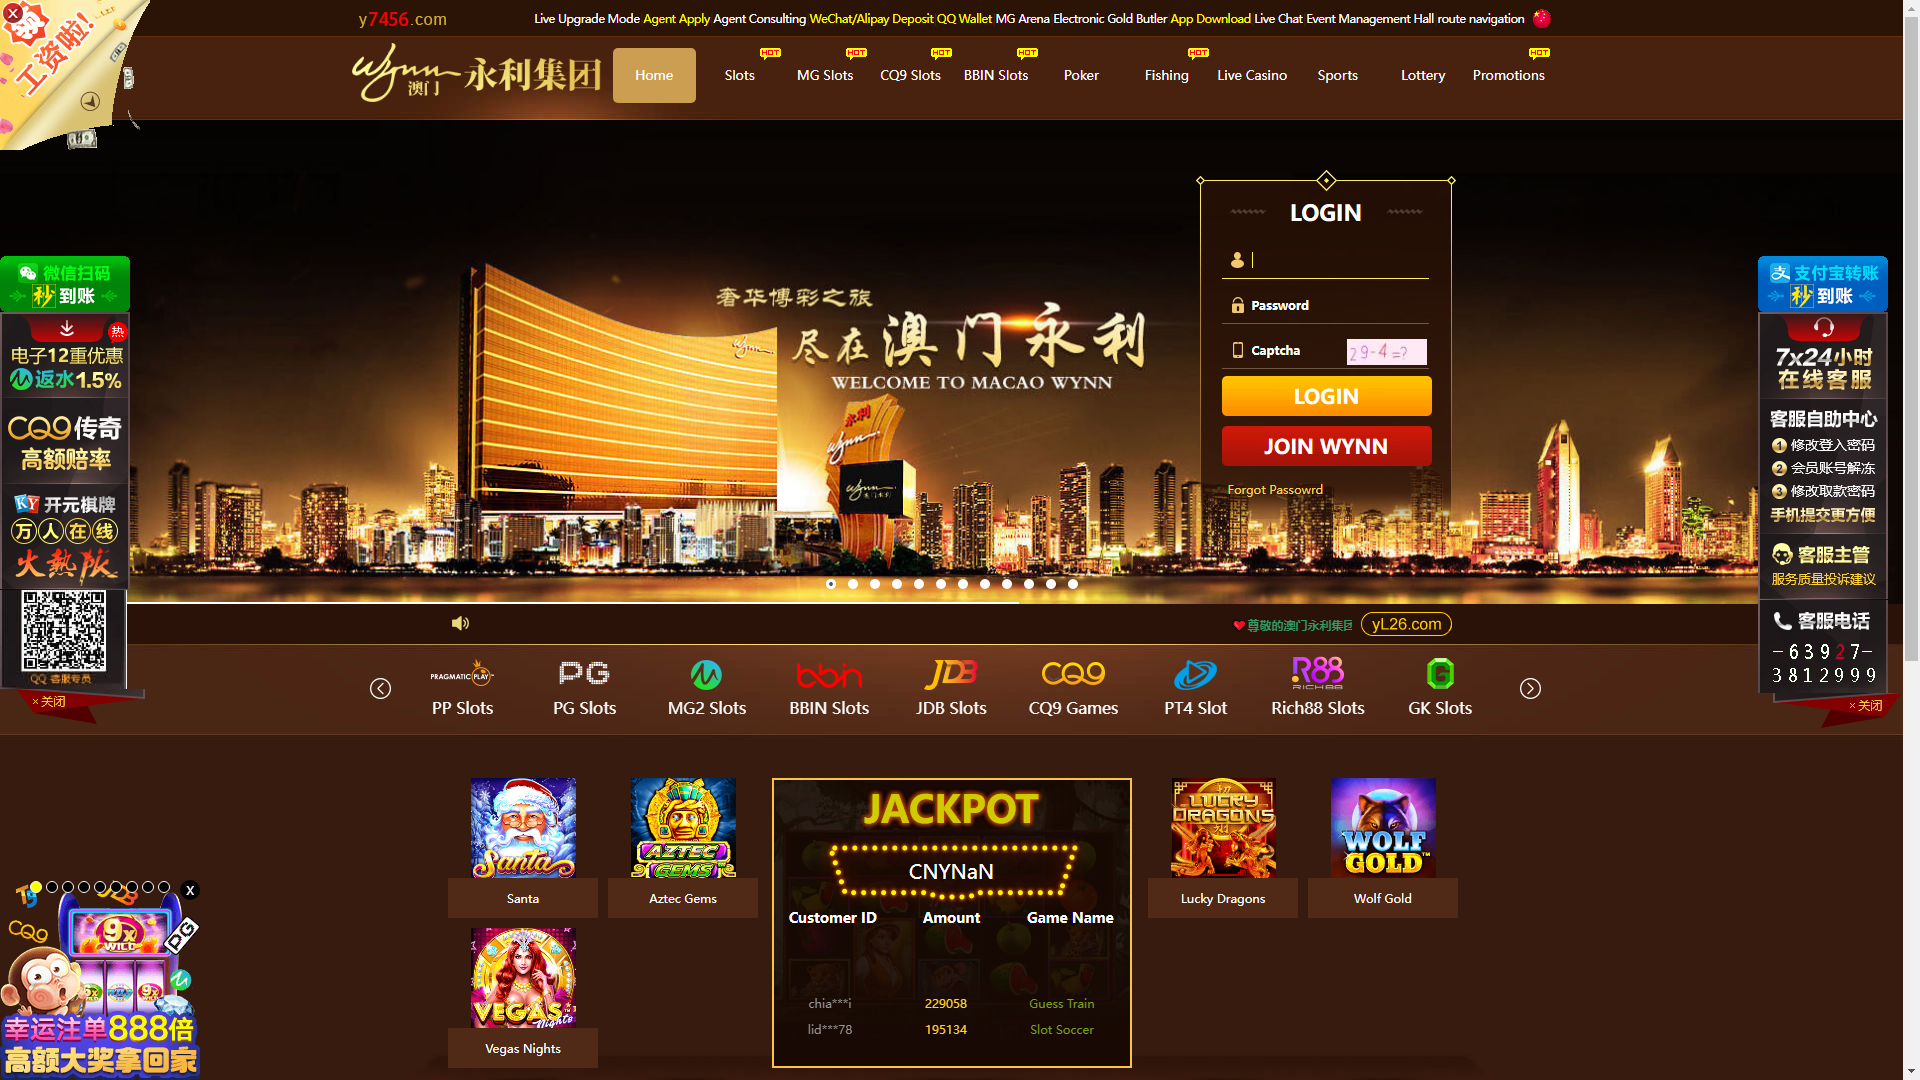 工资啦!
y7456.com
Live Upgrade Mode Agent Apply Agent Consulting WeChat/Alipay Deposit QQ Wallet MG Arena Electronic Gold Butler App Download Live Chat Event Management Hall route navigation
Wynn 澳门 永利集团
Home
Slots HOT
MG Slots HOT
CQ9 Slots HOT
BBIN Slots HOT
Poker
Fishing HOT
Live Casino
Sports
Lottery
Promotions HOT
奢华博彩之旅
尽在澳门永利
WELCOME TO MACAO WYNN
wynn
永利
wynn
wynn
澳门永利
LOGIN
Password
Captcha
29-4=?
LOGIN
JOIN WYNN
Forgot Passowrd
微信扫码
秒到账
热
电子12重优惠
返水1.5%
CQ9传奇
高额赔率
KY 开元棋牌
万人在线
火熱版
QQ 客服专员
× 关闭
支付宝转账
秒到账
7x24小时
在线客服
客服自助中心
1 修改登入密码
2 会员账号解冻
3 修改取款密码
手机提交更方便
客服主管
服务质量投诉建议
客服电话
-63927-
3812999
× 关闭
尊敬的澳门永利集团
yL26.com
PRAGMATIC PLAY
PP Slots
PG
PG Slots
MG2 Slots
bbin
BBIN Slots
JDB
JDB Slots
CQ9
CQ9 Games
PT4 Slot
R88
RICH88
Rich88 Slots
G
GK Slots
Santa
Santa
AZTEC GEMS
Aztec Gems
JACKPOT
CNYNaN
Customer ID Amount Game Name
chia***i 229058 Guess Train
lid***78 195134 Slot Soccer
LUCKY DRAGONS
Lucky Dragons
WOLF GOLD
Wolf Gold
VEGAS Nights
Vegas Nights
X
JDB
CQ9
9x
WILD
PG
幸运注单888倍
高额大奖拿回家